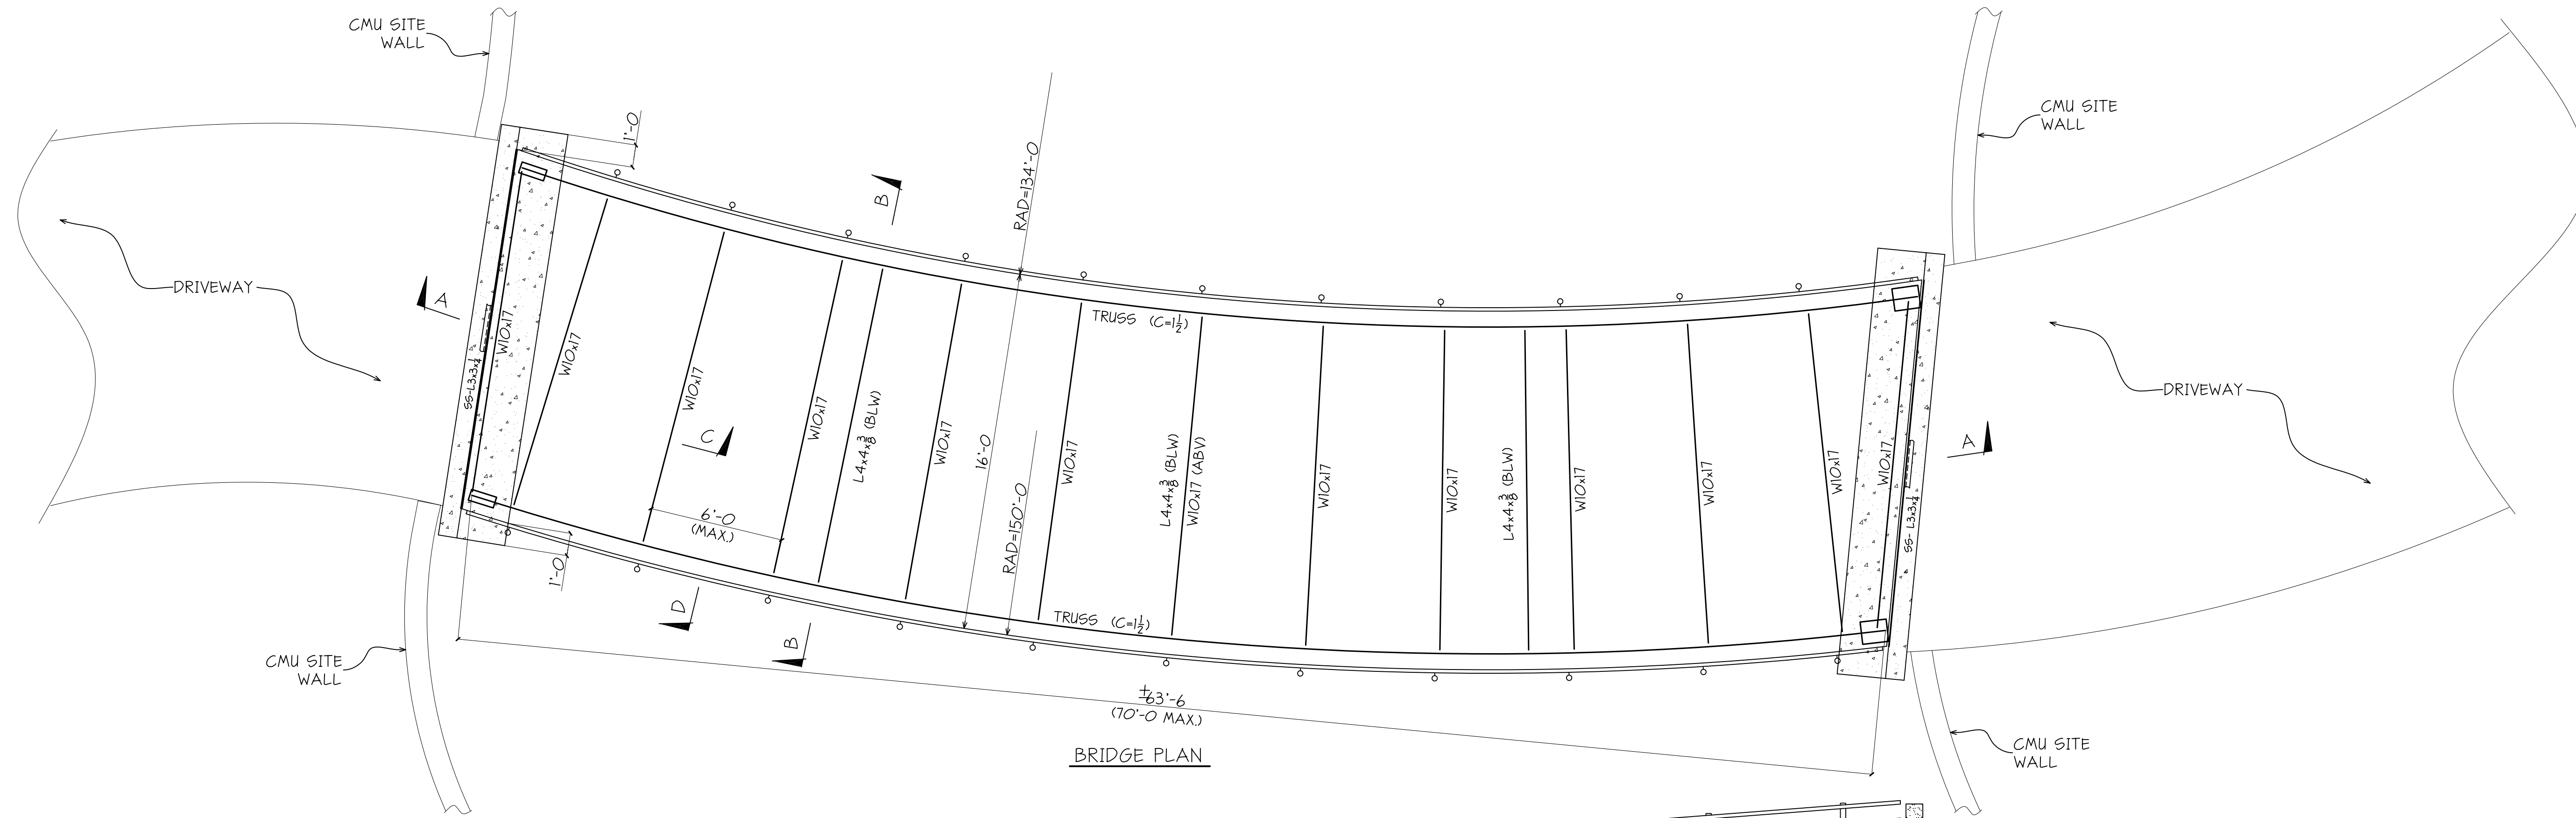 CMU SITE
WALL
CMU SITE
WALL
1'-0
B
RAD=134'-0
DRIVEWAY
A
W10x17
SS-L3x3x1/2
W10x17
W10x17
W10x17
L4x4x3/8 (BLW)
W10x17
C
6'-0
(MAX.)
16'-0
RAD=150'-0
W10x17
TRUSS (C=1 1/2)
L4x4x3/8 (BLW)
W10x17 (ABV)
W10x17
W10x17
L4x4x3/8 (BLW)
W10x17
W10x17
W10x17
W10x17
SS-L3x3x1/2
A
DRIVEWAY
1'-0
D
B
TRUSS (C=1 1/2)
CMU SITE
WALL
±63'-6
(70'-0 MAX.)
BRIDGE PLAN
CMU SITE
WALL